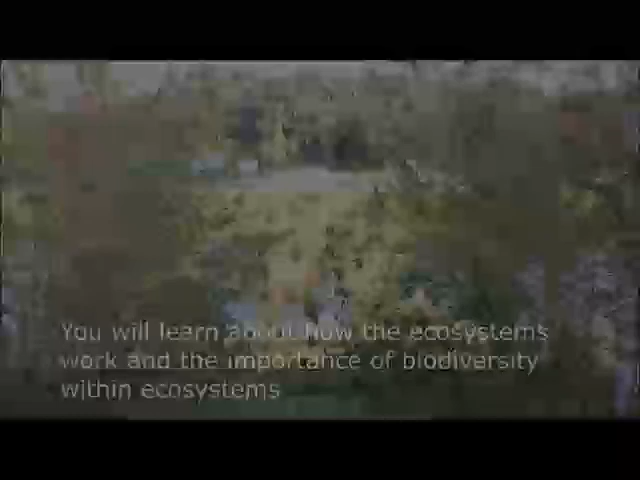 You will learn about how the ecosystems
work and the importance of biodiversity
within ecosystems